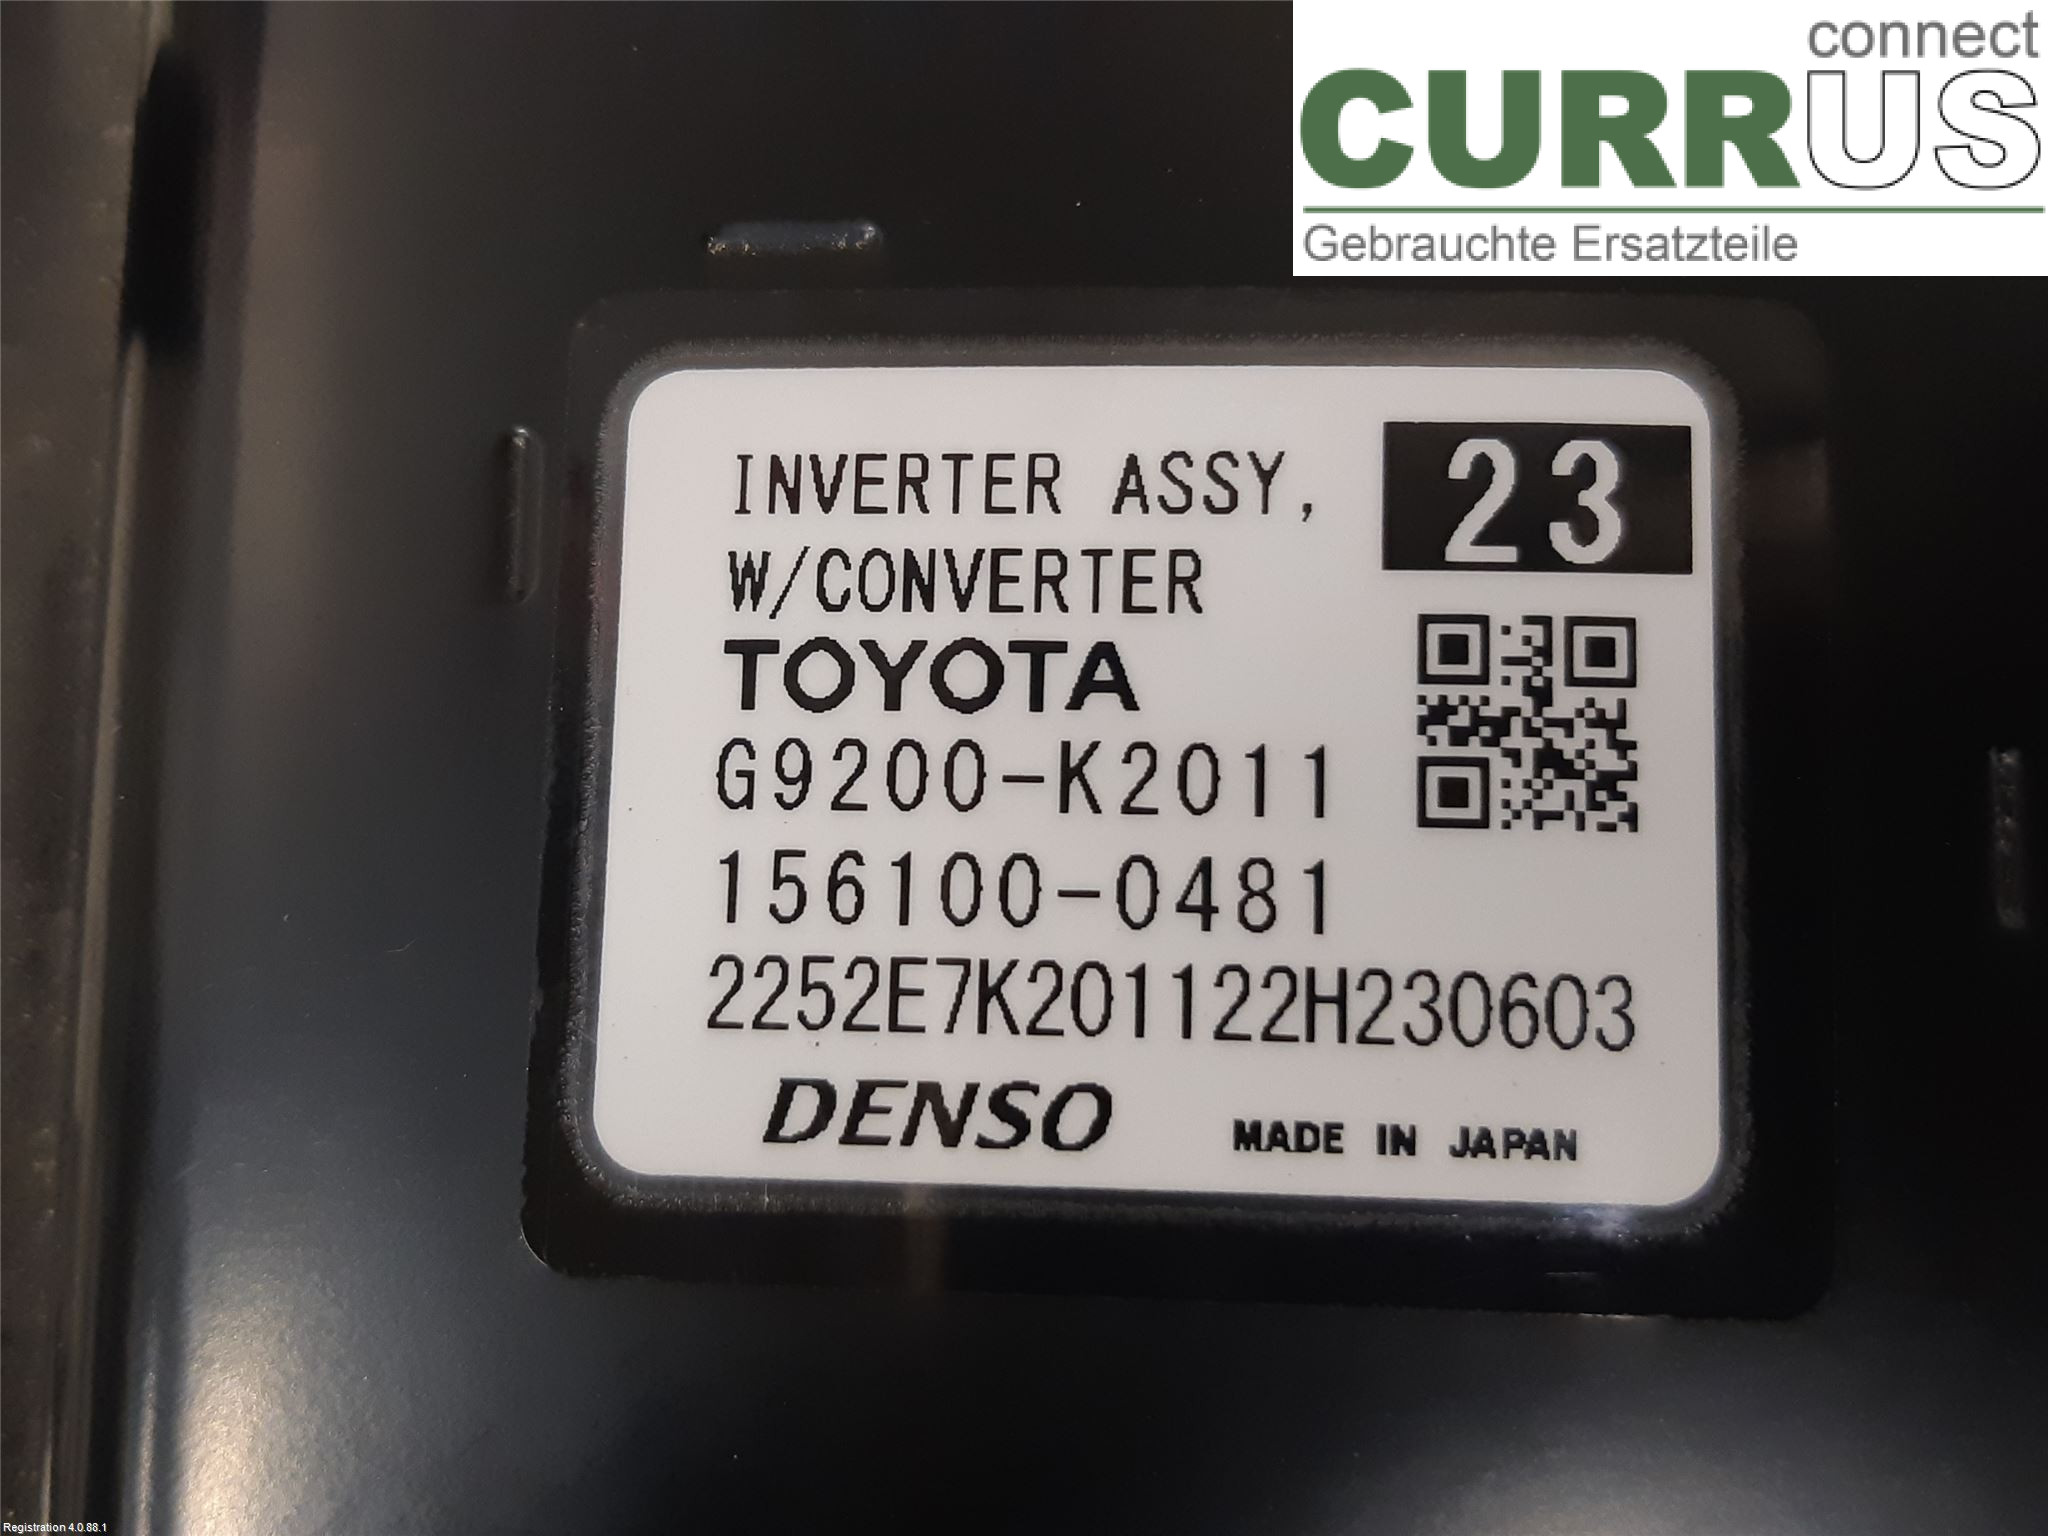 connect
CURRUS
Gebrauchte Ersatzteile
INVERTER ASSY,
23
W/CONVERTER
TOYOTA
G9200-K2011
156100-0481
2252E7K201122H230603
DENSO
MADE IN JAPAN
Registration 4.0.88.1